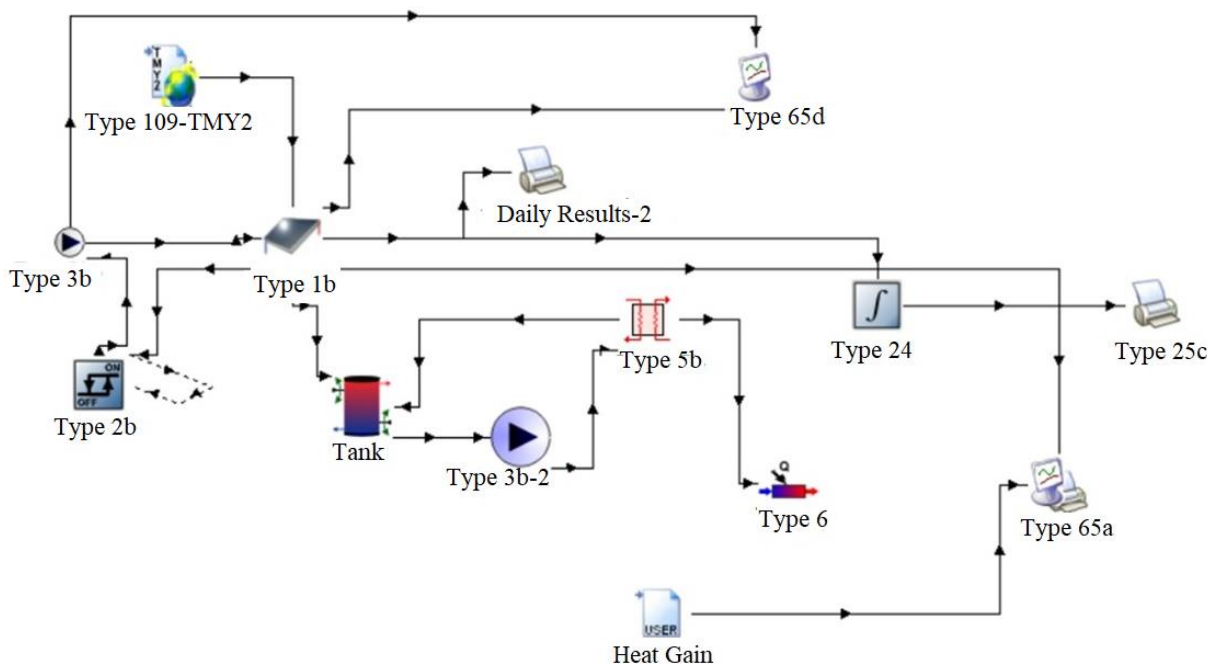 TMY2
Type 109-TMY2
Type 65d
Daily Results-2
Type 3b
Type 1b
ON
OFF
Type 2b
Type 5b
Type 24
Type 25c
Tank
Type 3b-2
Q
Type 6
Type 65a
USER
Heat Gain